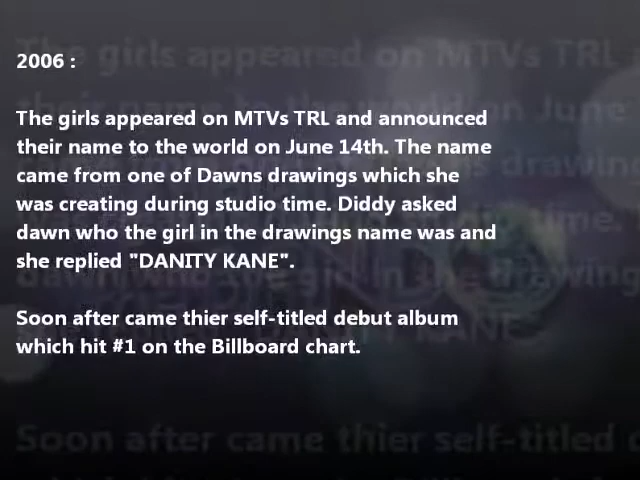 2006 :
The girls appeared on MTVs TRL and announced
their name to the world on June 14th. The name
came from one of Dawns drawings which she
was creating during studio time. Diddy asked
dawn who the girl in the drawings name was and
she replied "DANITY KANE".
Soon after came thier self-titled debut album
which hit #1 on the Billboard chart.